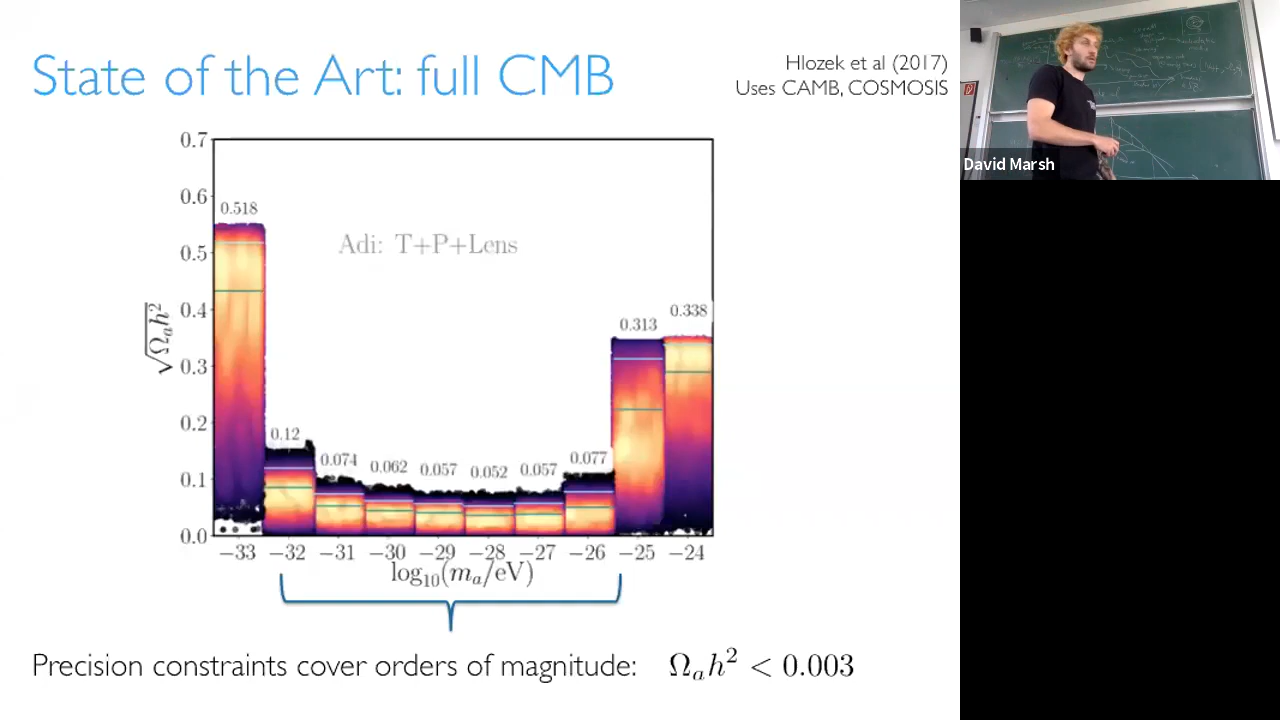 State of the Art: full CMB
Hlozek et al (2017)
Uses CAMB, COSMOSIS
David Marsh
0.7
0.6
0.5
0.4
0.3
0.2
0.1
0.0
√Ωₐh²
Adi: T+P+Lens
0.518
0.12
0.074
0.062
0.057
0.052
0.057
0.077
0.313
0.338
−33 −32 −31 −30 −29 −28 −27 −26 −25 −24
log₁₀(mₐ/eV)
Precision constraints cover orders of magnitude: Ωₐh² < 0.003